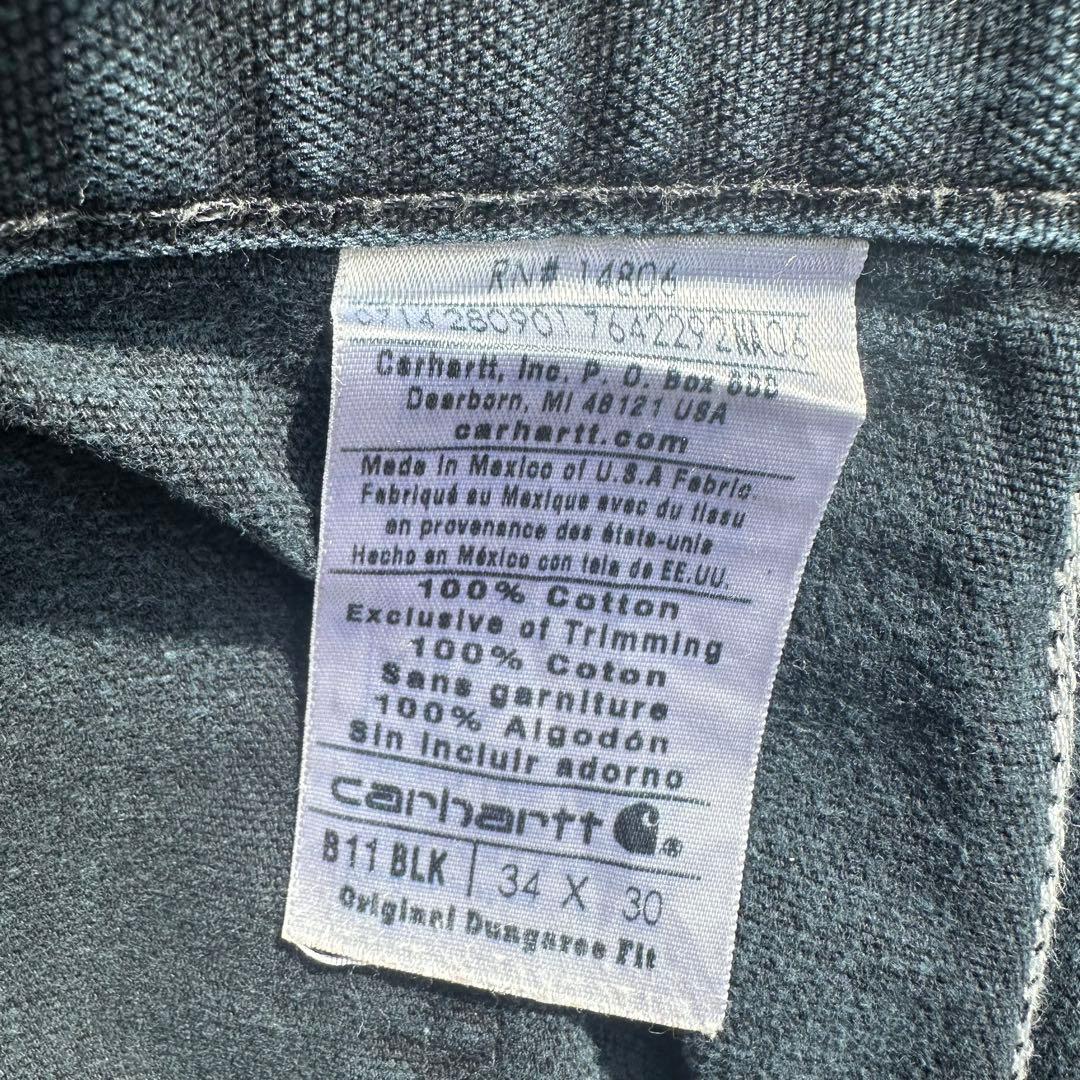 RN# 14806
280901 7642292NA06
Carhartt, Inc. P. O. Box 600
Dearborn, MI 48121 USA
carhartt.com
Made in Mexico of U.S.A Fabric
Fabriqué au Mexique avec du tissu
en provenance des états-unis
Hecho en México con tela de EE.UU.
100% Cotton
Exclusive of Trimming
100% Coton
Sans garniture
100% Algodón
Sin incluir adorno
carhartt ®
B11 BLK | 34 X 30
Original Dungaree Fit